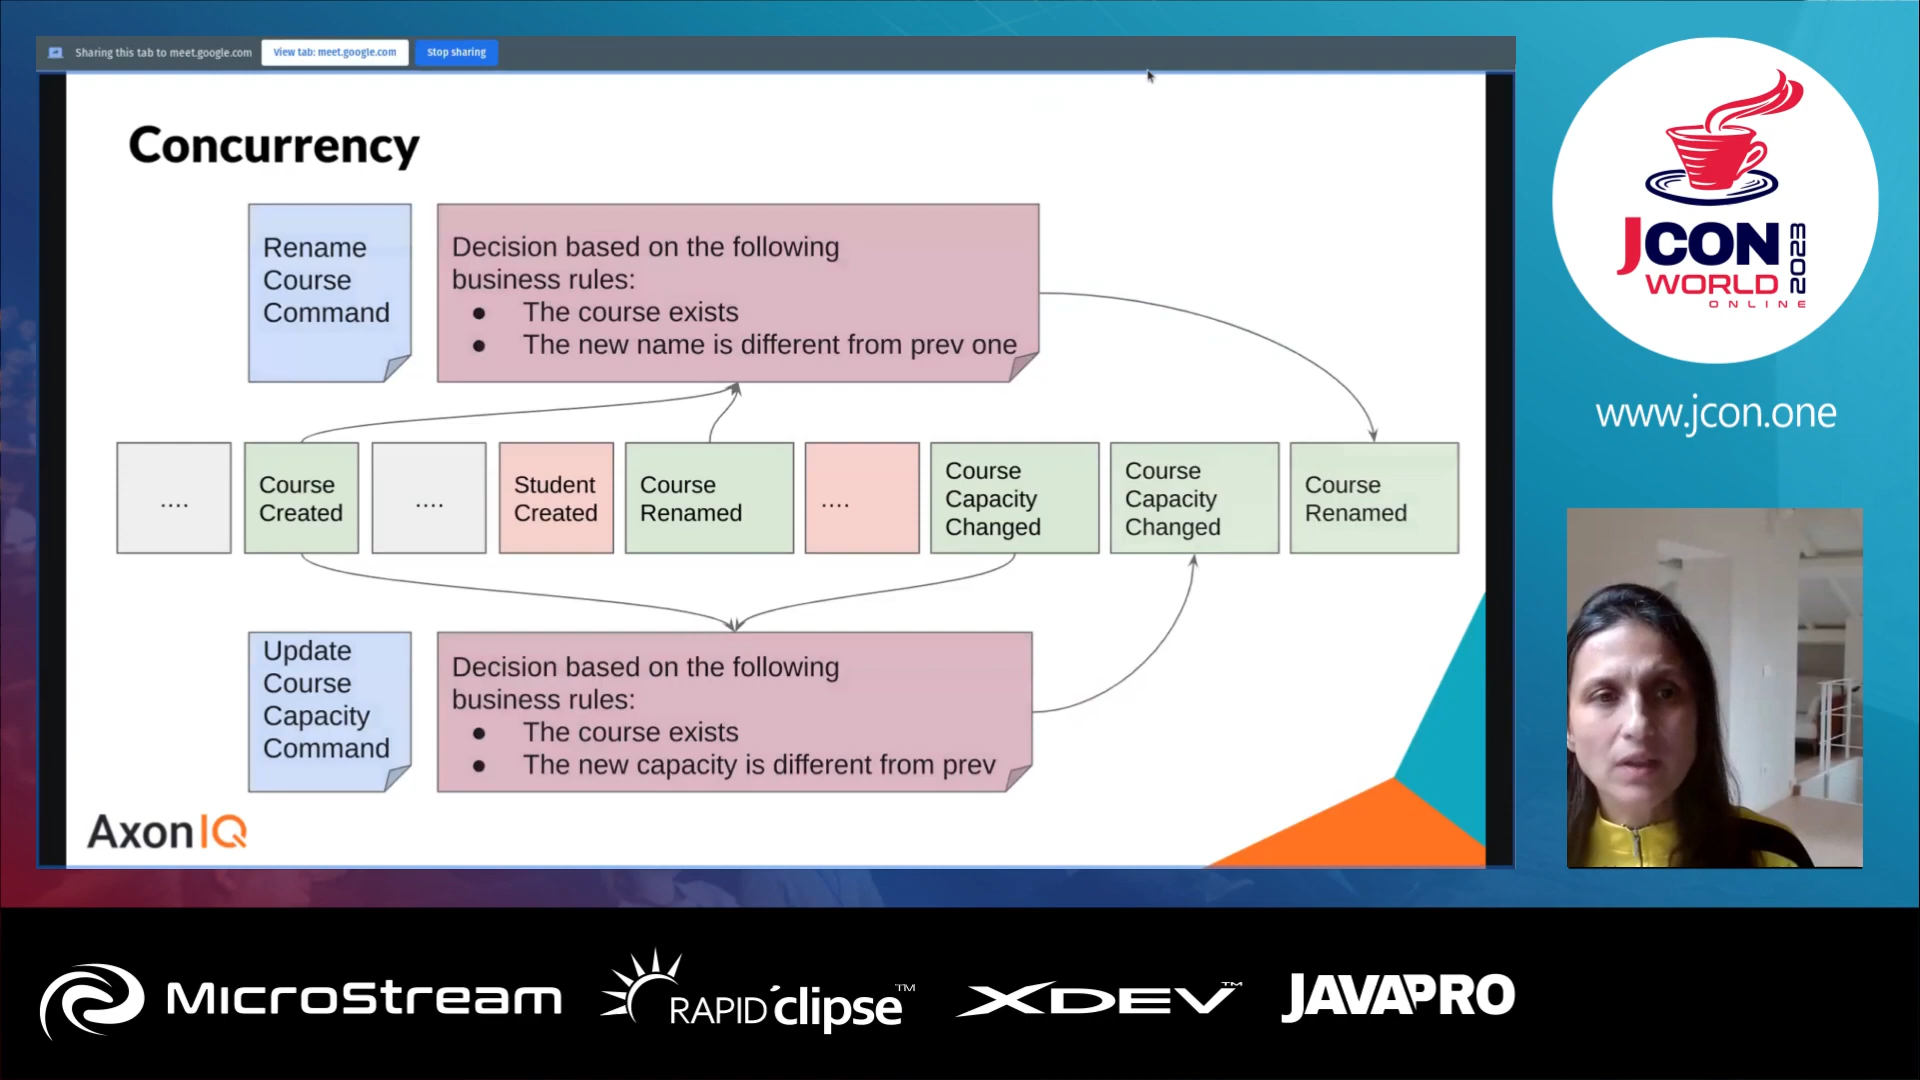 Sharing this tab to meet.google.com
View tab: meet.google.com
Stop sharing
Concurrency
Rename
Course
Command
Decision based on the following
business rules:
● The course exists
● The new name is different from prev one
....
Course
Created
....
Student
Created
Course
Renamed
....
Course
Capacity
Changed
Course
Capacity
Changed
Course
Renamed
Update
Course
Capacity
Command
Decision based on the following
business rules:
● The course exists
● The new capacity is different from prev
AxonIQ
JCON
WORLD
ONLINE
2023
www.jcon.one
MicroStream
RAPID'clipse™
XDEV™
JAVAPRO